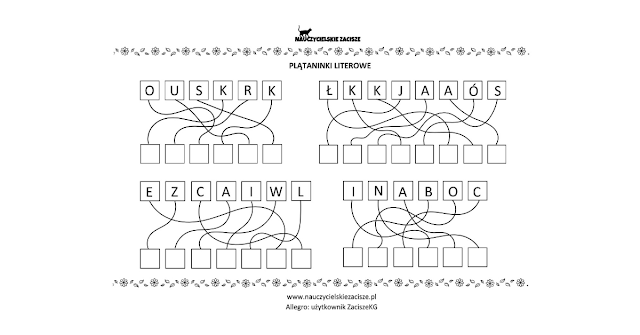 NAUCZYCIELSKIE ZACISZE
PLĄTANINKI LITEROWE
O U S K R K
Ł K K J A A Ó S
E Z C A I W L
I N A B O C
www.nauczycielskiezacisze.pl
Allegro: użytkownik ZaciszeKG